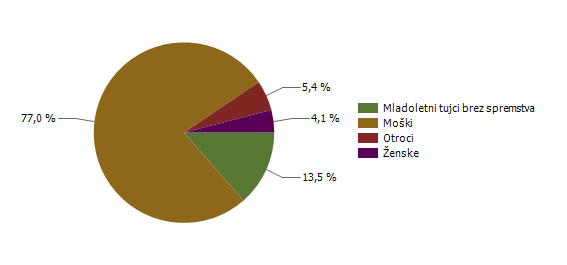 5,4 %
77,0 %
4,1 %
13,5 %
Mladoletni tujci brez spremstva
Moški
Otroci
Ženske